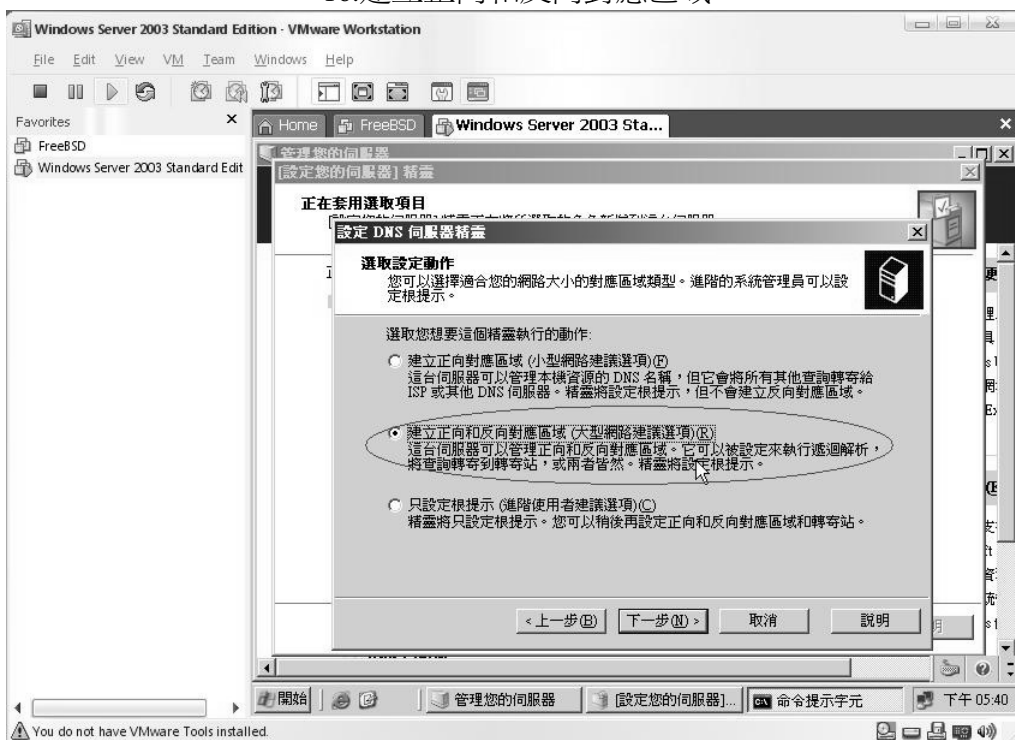 Windows Server 2003 Standard Edition - VMware Workstation
File Edit View VM Team Windows Help
Favorites
FreeBSD
Windows Server 2003 Standard Edit
Home FreeBSD Windows Server 2003 Sta...
管理您的伺服器
[設定您的伺服器] 精靈
正在套用選取項目
設定 DNS 伺服器精靈
選取設定動作
您可以選擇適合您的網路大小的對應區域類型。進階的系統管理員可以設
定根提示。
選取您想要這個精靈執行的動作:
建立正向對應區域 (小型網路建議選項)(F)
這台伺服器可以管理本機資源的 DNS 名稱,但它會將所有其他查詢轉寄給
ISP 或其他 DNS 伺服器。精靈將設定根提示,但不會建立反向對應區域。
建立正向和反向對應區域 (大型網路建議選項)(R)
這台伺服器可以管理正向和反向對應區域。它可以被設定來執行遞迴解析,
將查詢轉寄到轉寄站,或兩者皆然。精靈將設定根提示。
只設定根提示 (進階使用者建議選項)(C)
精靈將只設定根提示。您可以稍後再設定正向和反向對應區域和轉寄站。
<上一步(B) 下一步(N)> 取消 說明
開始 管理您的伺服器 [設定您的伺服器]... 命令提示字元 下午 05:40
You do not have VMware Tools installed.